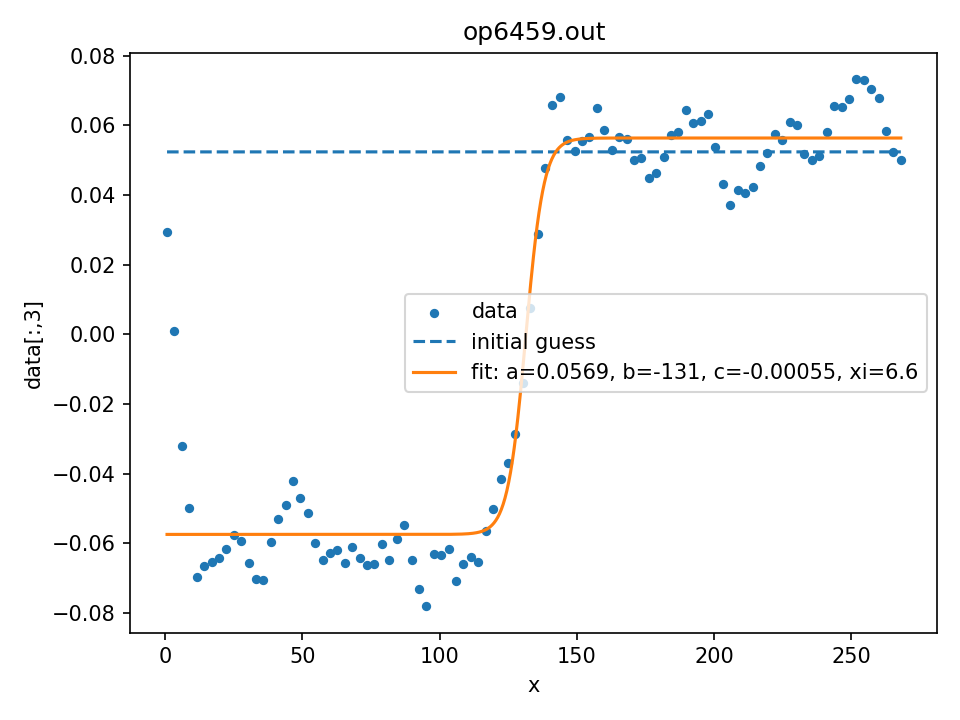 op6459.out
0.08
0.06
0.04
0.02
0.00
−0.02
−0.04
−0.06
−0.08
data[:,3]
data
initial guess
fit: a=0.0569, b=-131, c=-0.00055, xi=6.6
0 50 100 150 200 250
x